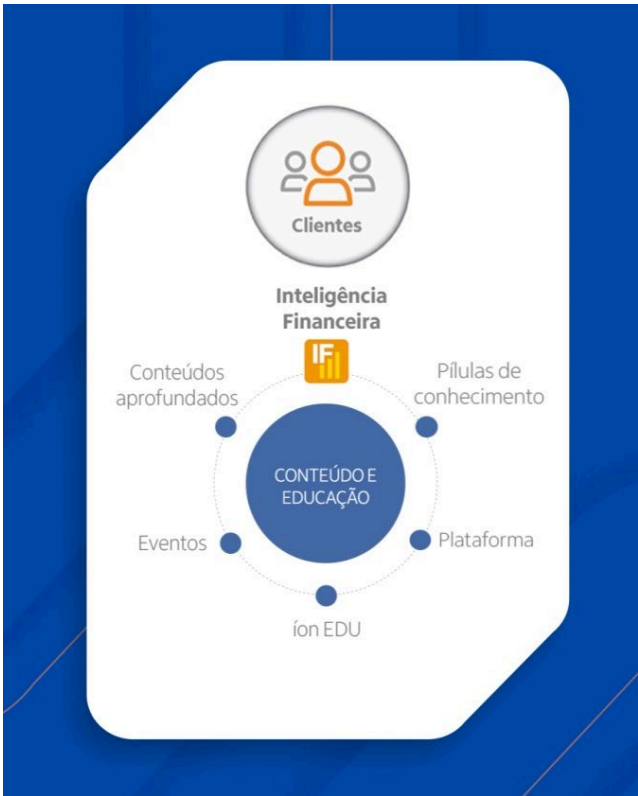 Clientes
Inteligência
Financeira
IF
Conteúdos
aprofundados
Pílulas de
conhecimento
CONTEÚDO E
EDUCAÇÃO
Eventos
Plataforma
íon EDU